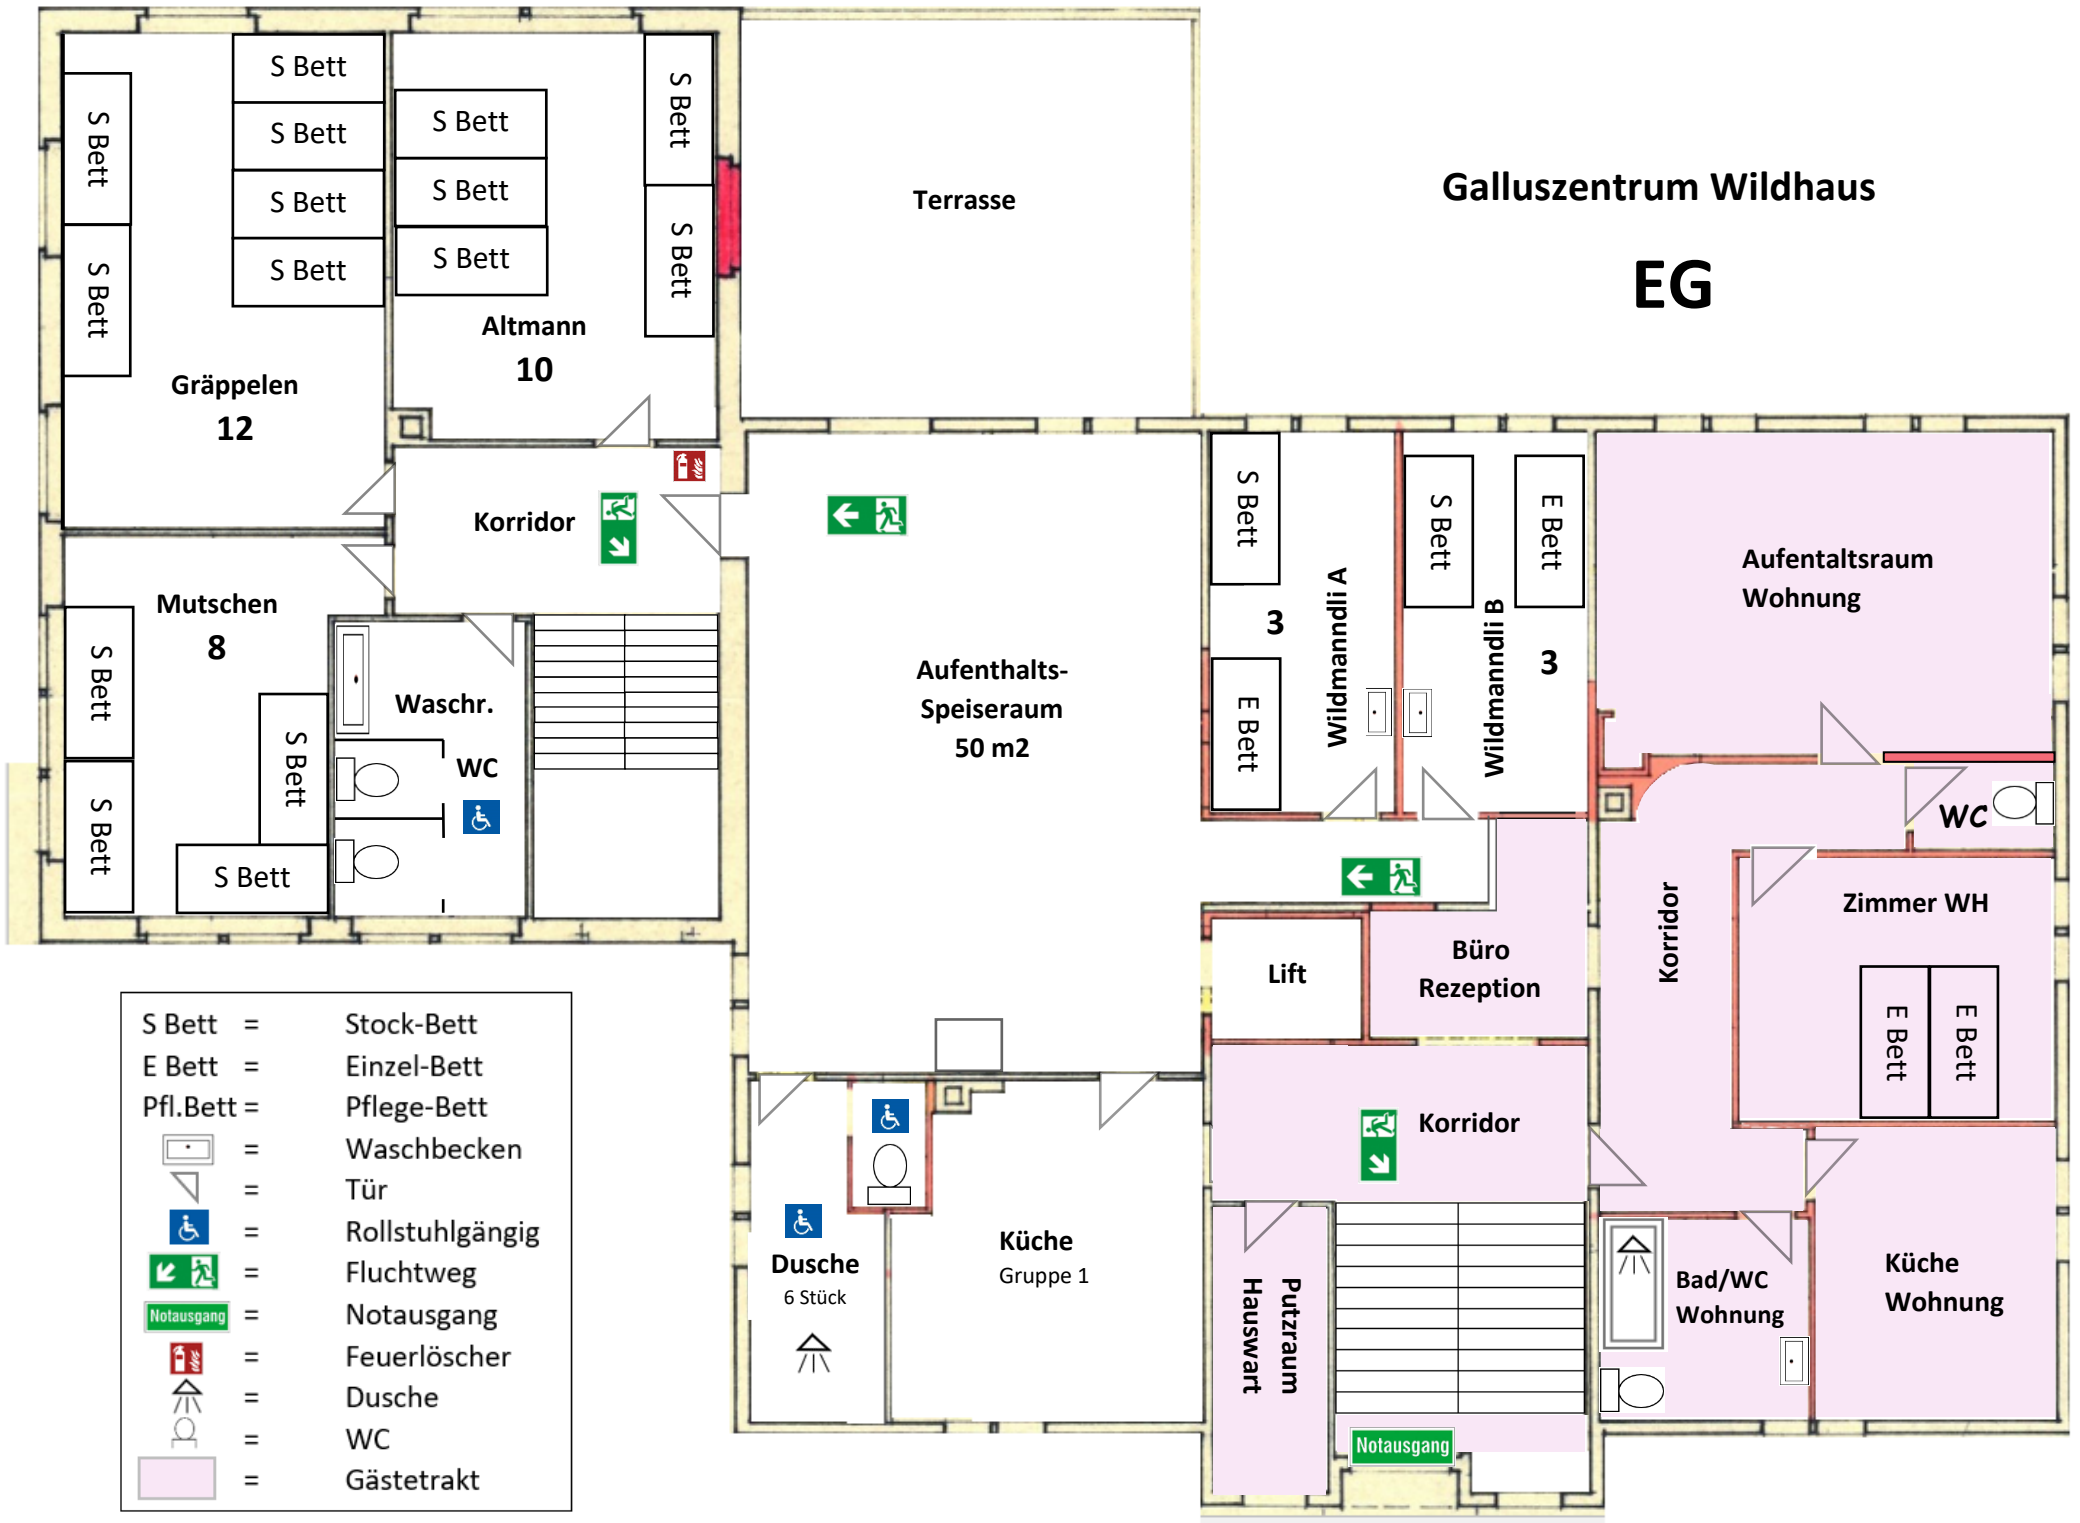 Galluszentrum Wildhaus
EG
S Bett
S Bett
S Bett
S Bett
S Bett
S Bett
Gräppelen
12
S Bett
S Bett
S Bett
S Bett
S Bett
Altmann
10
Terrasse
Korridor
Mutschen
8
S Bett
S Bett
S Bett
S Bett
Waschr.
WC
Aufenthalts-
Speiseraum
50 m2
S Bett
3
E Bett
Wildmanndli A
S Bett
E Bett
Wildmanndli B
3
Aufentaltsraum
Wohnung
WC
Korridor
Zimmer WH
E Bett
E Bett
Lift
Büro
Rezeption
Korridor
Dusche
6 Stück
Küche
Gruppe 1
Putzraum
Hauswart
Notausgang
Bad/WC
Wohnung
Küche
Wohnung
S Bett = Stock-Bett
E Bett = Einzel-Bett
Pfl.Bett = Pflege-Bett
= Waschbecken
= Tür
= Rollstuhlgängig
= Fluchtweg
Notausgang = Notausgang
= Feuerlöscher
= Dusche
= WC
= Gästetrakt